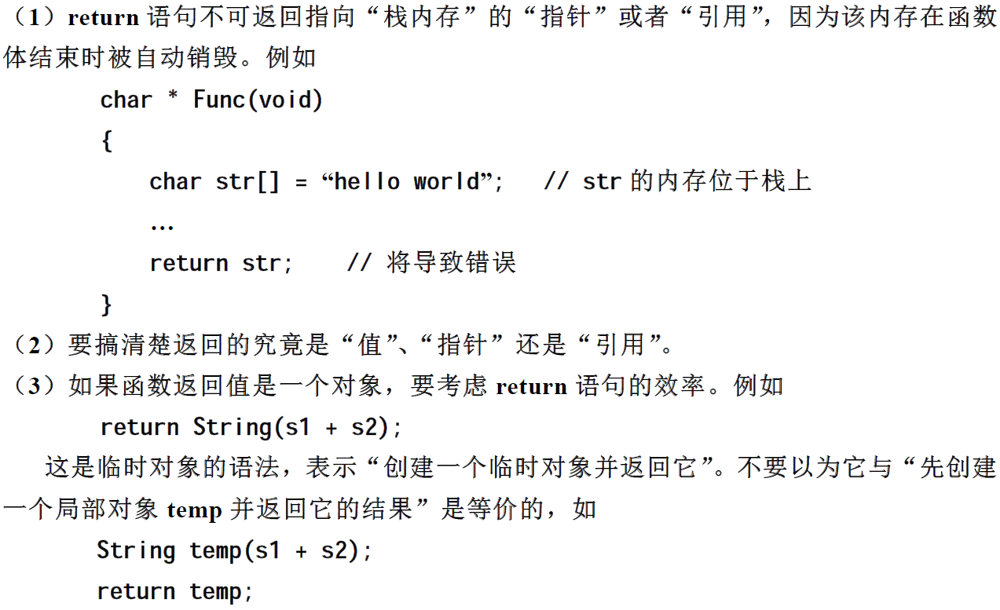 （1）return 语句不可返回指向“栈内存”的“指针”或者“引用”，因为该内存在函数
体结束时被自动销毁。例如
char * Func(void)
{
char str[] = “hello world”; // str 的内存位于栈上
…
return str; // 将导致错误
}
（2）要搞清楚返回的究竟是“值”、“指针”还是“引用”。
（3）如果函数返回值是一个对象，要考虑 return 语句的效率。例如
return String(s1 + s2);
这是临时对象的语法，表示“创建一个临时对象并返回它”。不要以为它与“先创建
一个局部对象 temp 并返回它的结果”是等价的，如
String temp(s1 + s2);
return temp;